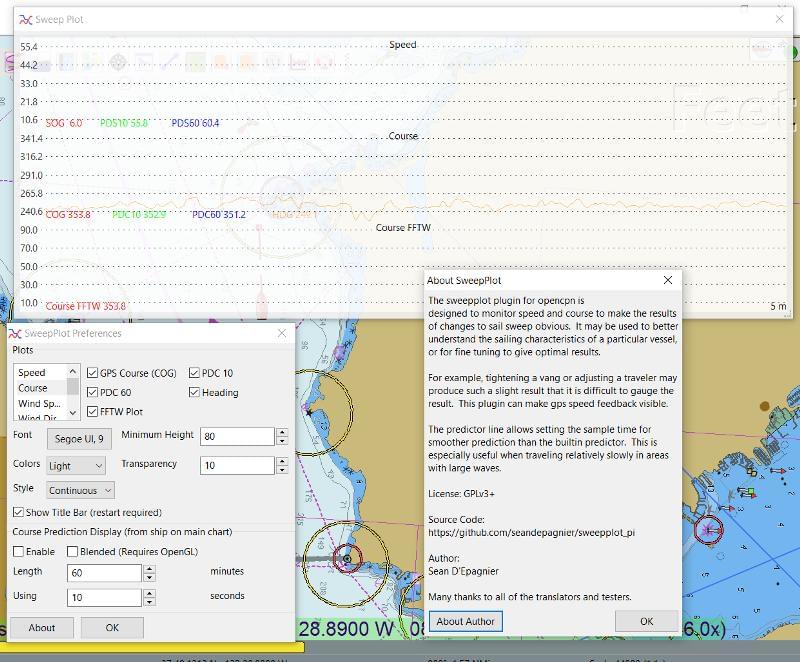 Sweep Plot
Speed
55.4
44.2
33.0
21.8
10.6
SOG 6.0 PDS10 55.8 PDS60 60.4
Course
341.4
316.2
291.0
265.8
240.6
COG 353.8 PDC10 352.9 PDC60 351.2 HDG 249.1
Course FFTW
90.0
70.0
50.0
30.0
10.0
Course FFTW 353.8
5 m
Feet
SweepPlot Preferences
Plots
Speed
Course
Wind Sp...
Wind Dir
GPS Course (COG)
PDC 10
PDC 60
Heading
FFTW Plot
Font
Segoe UI, 9
Minimum Height
80
Colors
Light
Transparency
10
Style
Continuous
Show Title Bar (restart required)
Course Prediction Display (from ship on main chart)
Enable
Blended (Requires OpenGL)
Length
60
minutes
Using
10
seconds
About
OK
About SweepPlot
The sweepplot plugin for opencpn is
designed to monitor speed and course to make the results
of changes to sail sweep obvious. It may be used to better
understand the sailing characteristics of a particular vessel,
or for fine tuning to give optimal results.
For example, tightening a vang or adjusting a traveler may
produce such a slight result that it is difficult to gauge the
result. This plugin can make gps speed feedback visible.
The predictor line allows setting the sample time for
smoother prediction than the builtin predictor. This is
especially useful when traveling relatively slowly in areas
with large waves.
License: GPLv3+
Source Code:
https://github.com/seandepagnier/sweepplot_pi
Author:
Sean D'Epagnier
Many thanks to all of the translators and testers.
About Author
OK
28.8900 W
6.0x)